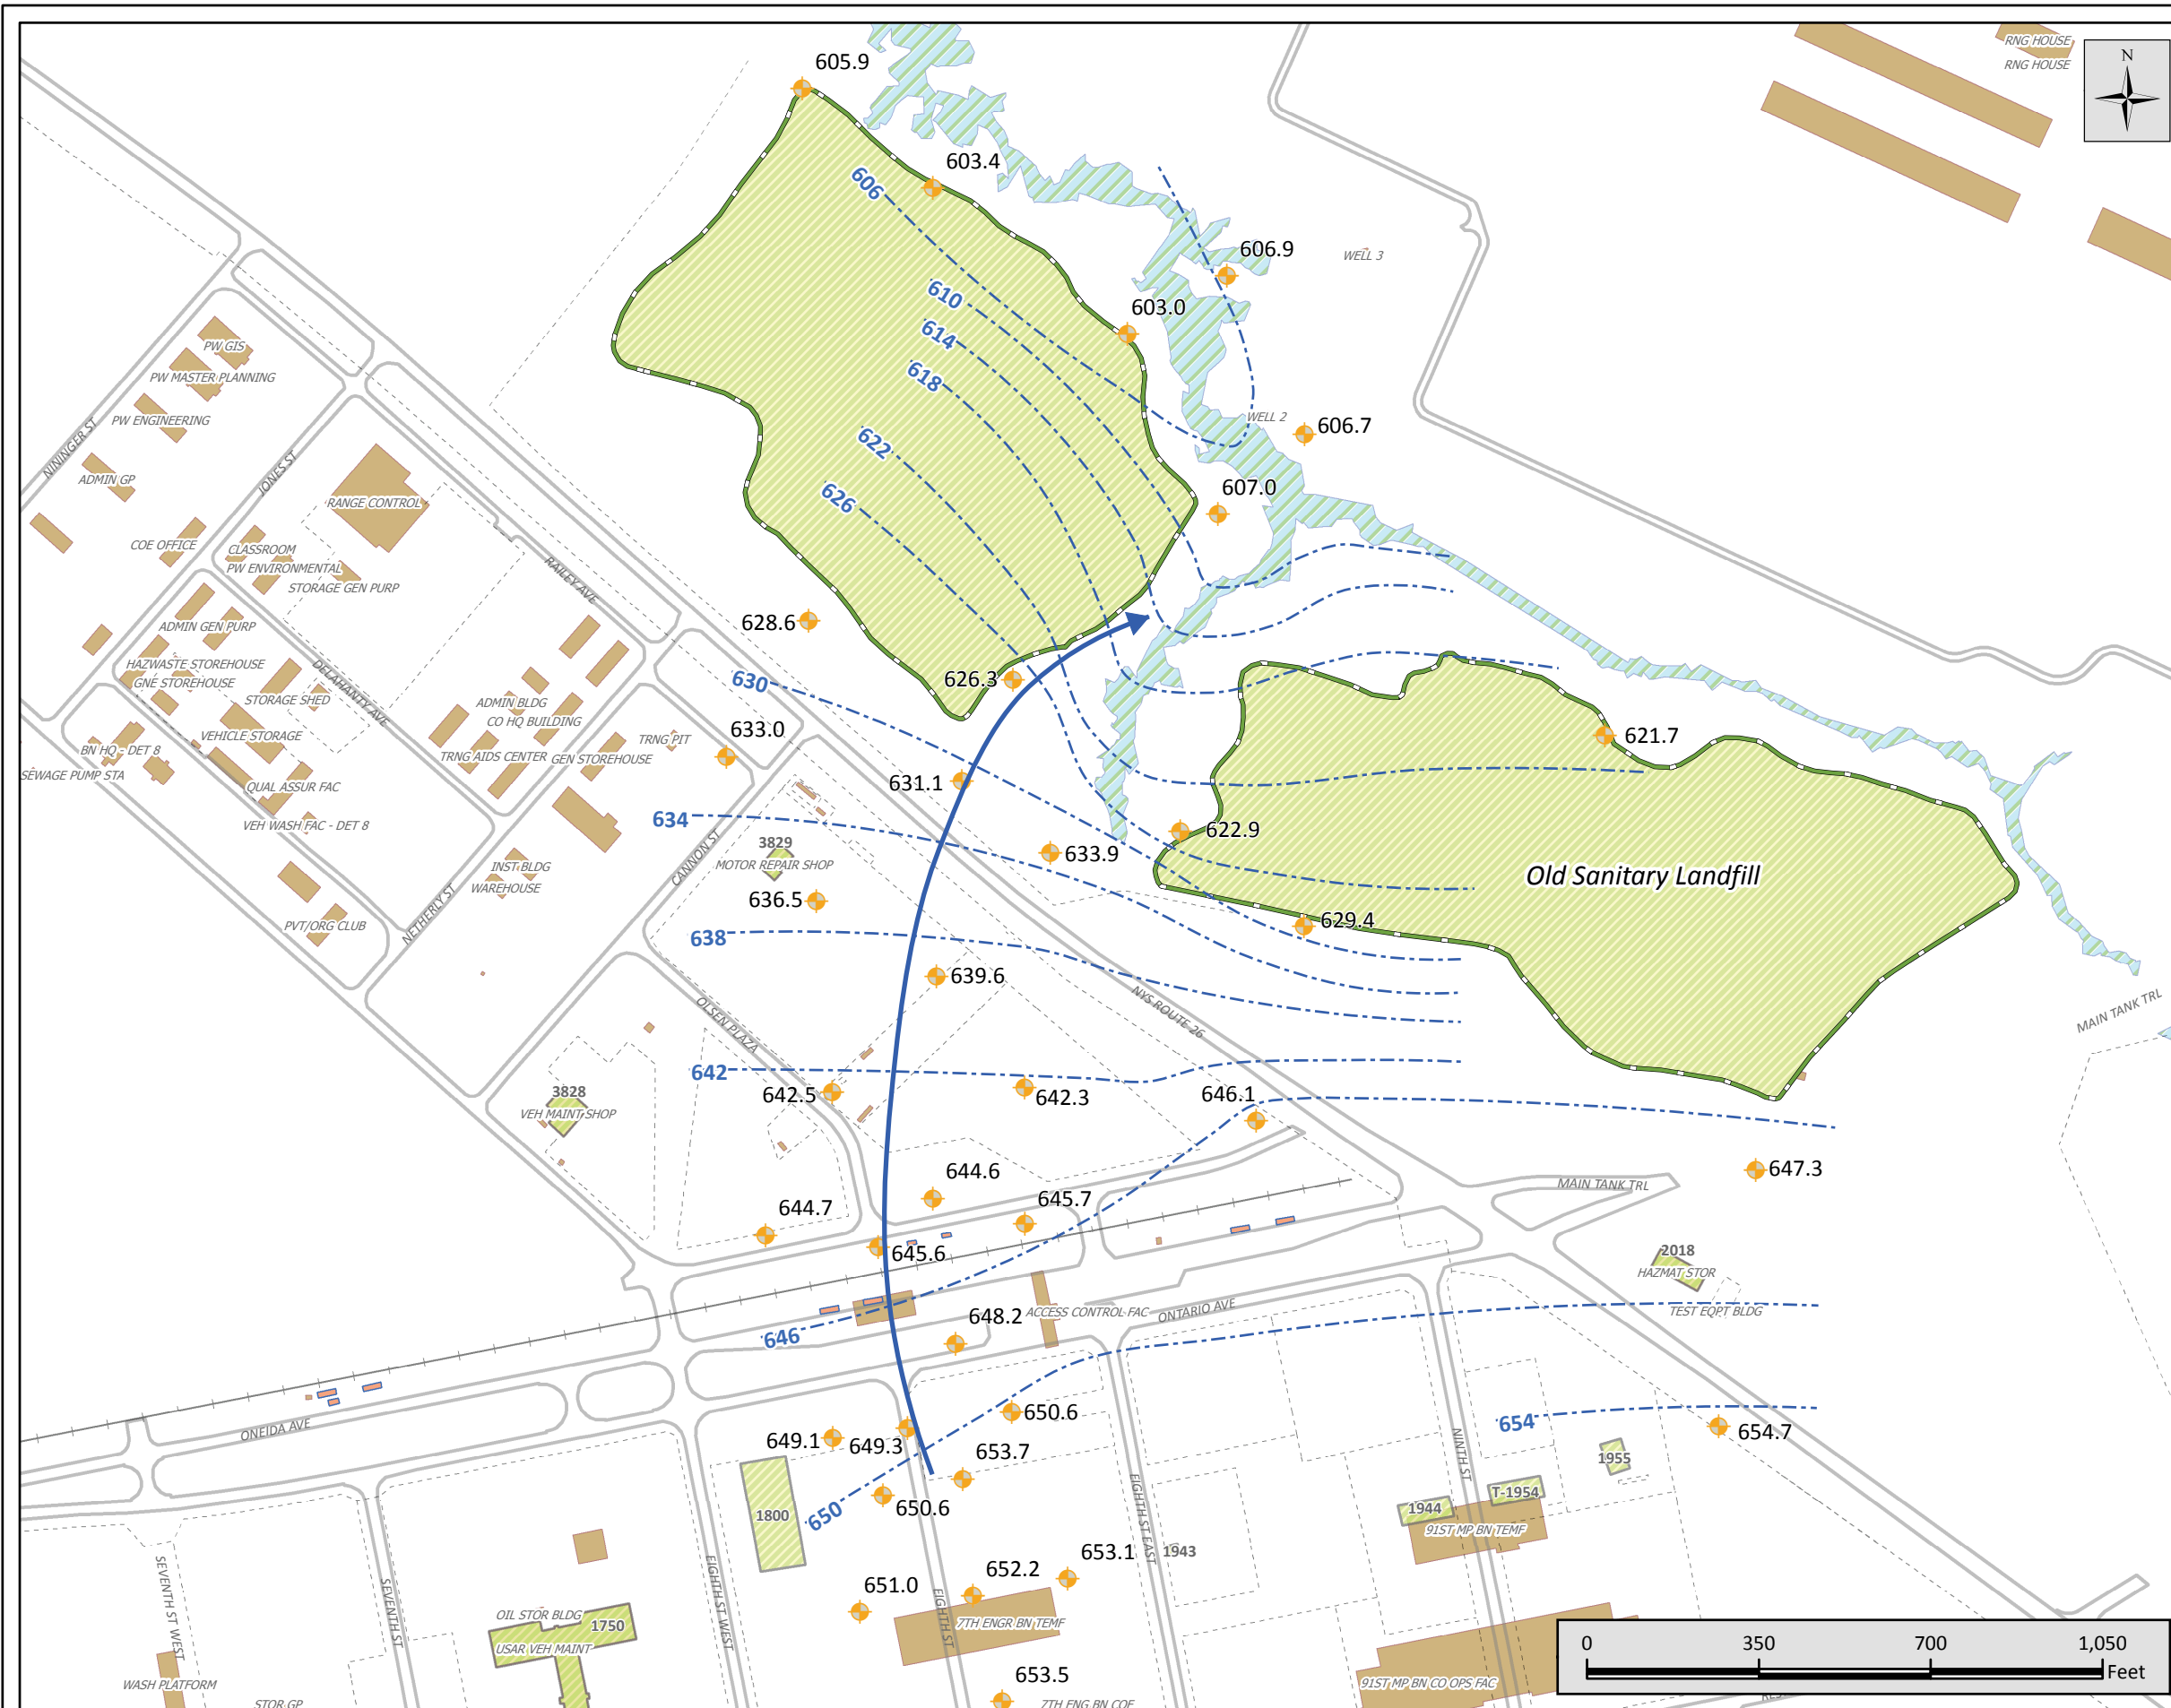 RNG HOUSE
RNG HOUSE
N
605.9
603.4
606
606.9
WELL 3
610
603.0
614
618
PW GIS
PW MASTER PLANNING
PW ENGINEERING
NININGER ST
WELL 2
606.7
622
ADMIN GP
JONES ST
RANGE CONTROL
626
607.0
COE OFFICE
CLASSROOM
PW ENVIRONMENTAL
STORAGE GEN PURP
RAILEY AVE
628.6
ADMIN GEN PURP
HAZWASTE STOREHOUSE
GNE STOREHOUSE
DELAHANTY AVE
STORAGE SHED
626.3
630
ADMIN BLDG
CO HQ BUILDING
633.0
TRNG PIT
621.7
BN HQ - DET 8
VEHICLE STORAGE
TRNG AIDS CENTER
GEN STOREHOUSE
SEWAGE PUMP STA
QUAL ASSUR FAC
631.1
634
VEH WASH FAC - DET 8
622.9
3829
MOTOR REPAIR SHOP
633.9
CANNON ST
INST BLDG
WAREHOUSE
Old Sanitary Landfill
636.5
PVT/ORG CLUB
NETHERLY ST
638
629.4
639.6
OLSEN PLAZA
NYS ROUTE 26
MAIN TANK TRL
642
642.5
642.3
646.1
3828
VEH MAINT SHOP
644.6
647.3
MAIN TANK TRL
644.7
645.7
645.6
2018
HAZMAT STOR
TEST EQPT BLDG
648.2
ACCESS CONTROL FAC
ONTARIO AVE
646
650.6
654
654.7
ONEIDA AVE
649.1
649.3
653.7
NINTH ST
1955
650.6
T-1954
1944
91ST MP BN TEMF
1800
650
EIGHTH ST EAST
1943
653.1
652.2
651.0
SEVENTH ST WEST
SEVENTH ST
EIGHTH ST WEST
EIGHTH ST
7TH ENGR BN TEMF
OIL STOR BLDG
1750
USAR VEH MAINT
WASH PLATFORM
653.5
91ST MP BN CO OPS FAC
STOR GP
7TH ENG BN COF
0
350
700
1,050
Feet